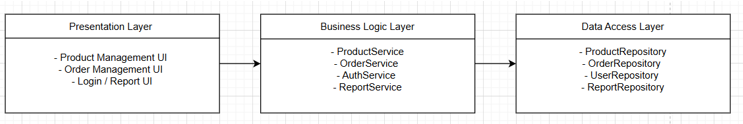 Presentation Layer
- Product Management UI
- Order Management UI
- Login / Report UI
Business Logic Layer
- ProductService
- OrderService
- AuthService
- ReportService
Data Access Layer
- ProductRepository
- OrderRepository
- UserRepository
- ReportRepository